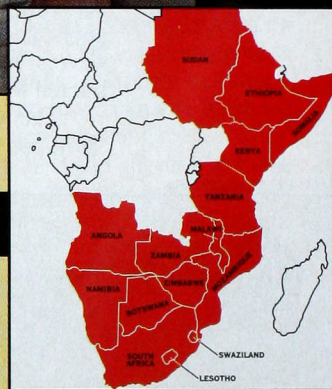 SUDAN
ETHIOPIA
SOMALIA
KENYA
TANZANIA
ANGOLA
MALAWI
ZAMBIA
MOZAMBIQUE
ZIMBABWE
NAMIBIA
BOTSWANA
SOUTH
AFRICA
SWAZILAND
LESOTHO